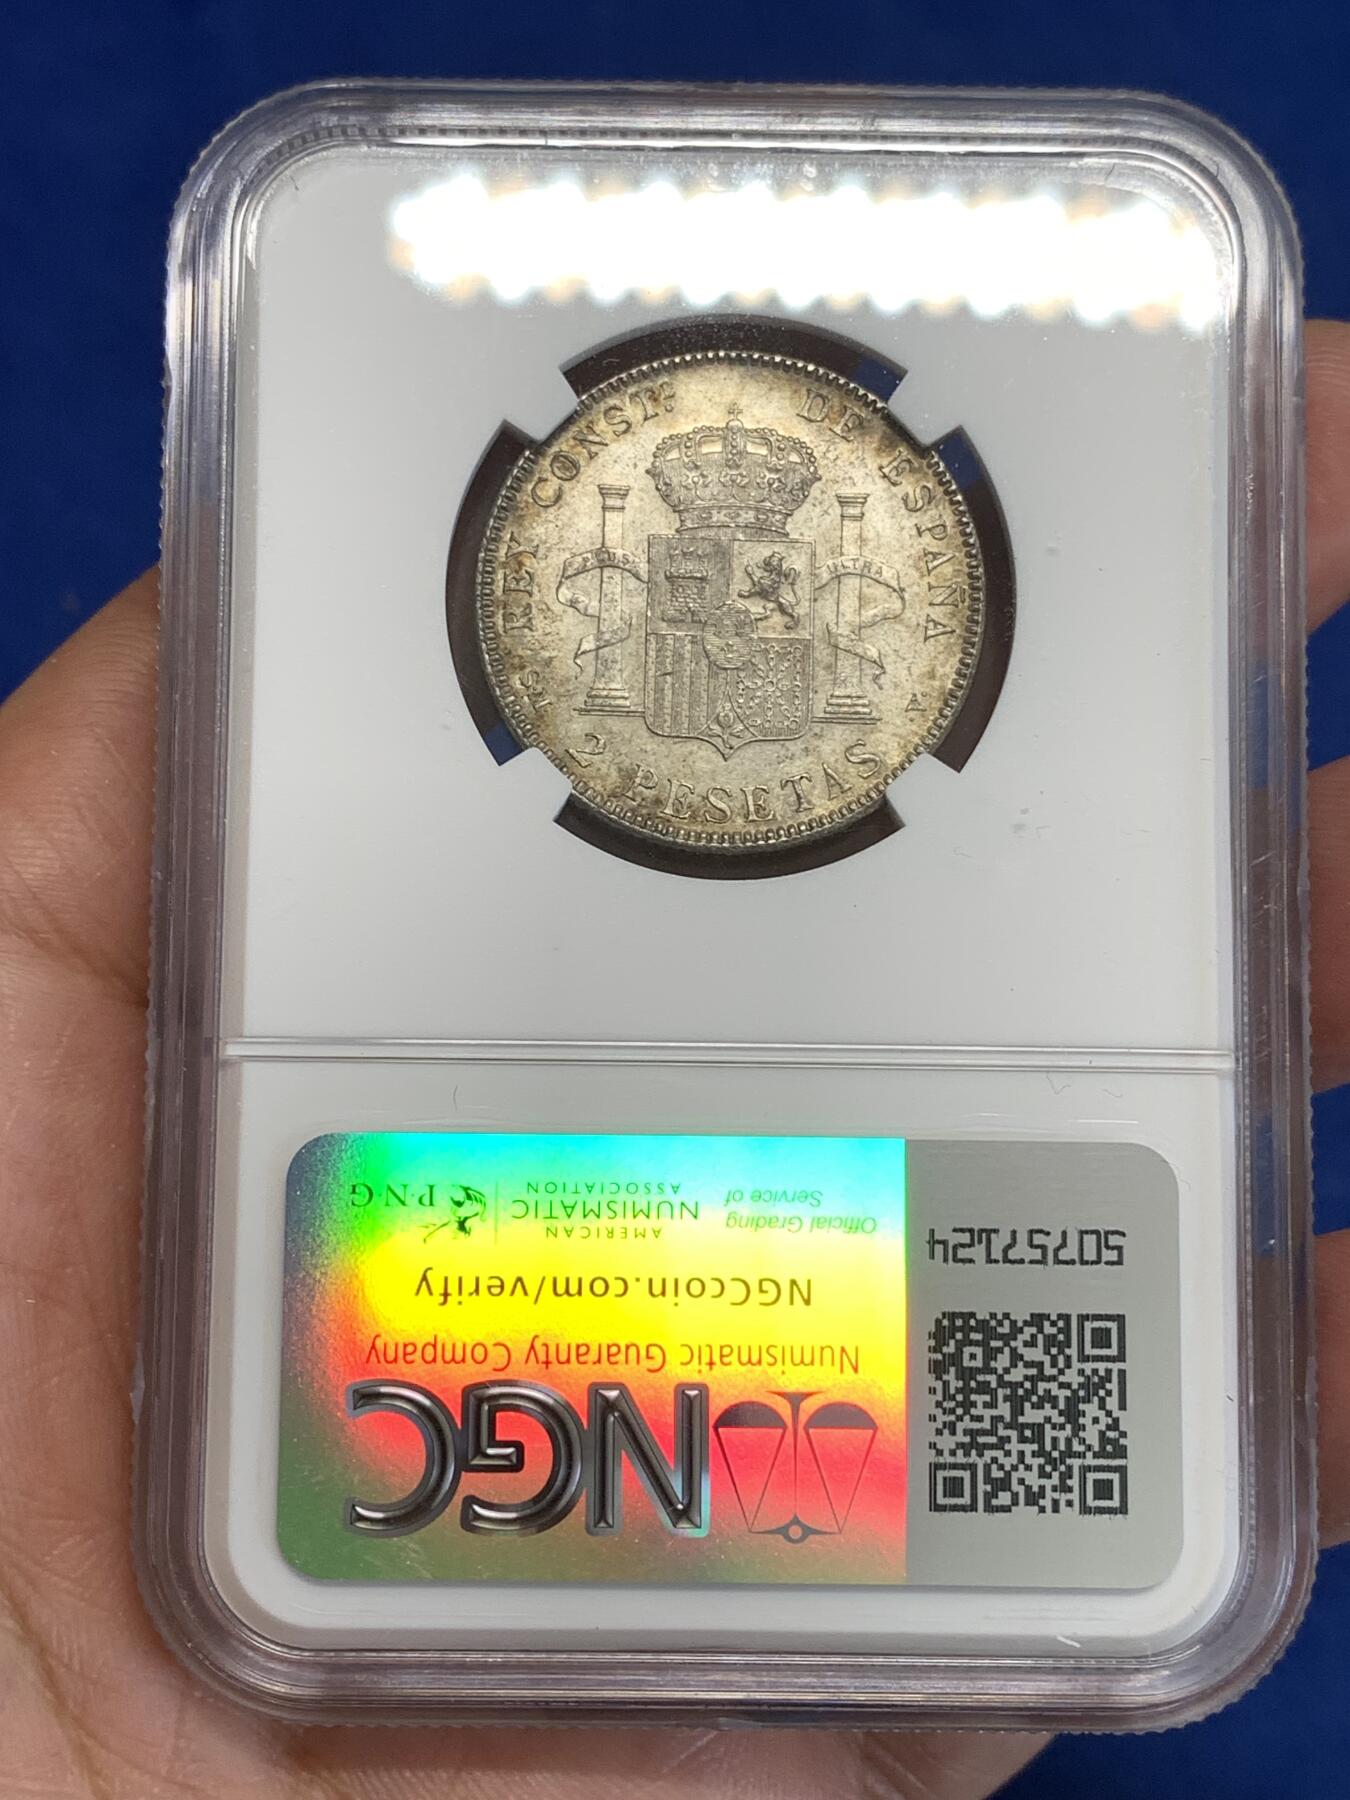 REY CONST.L DE ESPAÑA
PLUS ULTRA
2 PESETAS
NGC
Numismatic Guaranty Company
NGCcoin.com/verify
Official Grading
Service of
AMERICAN
NUMISMATIC
ASSOCIATION
P·N·G
50757124